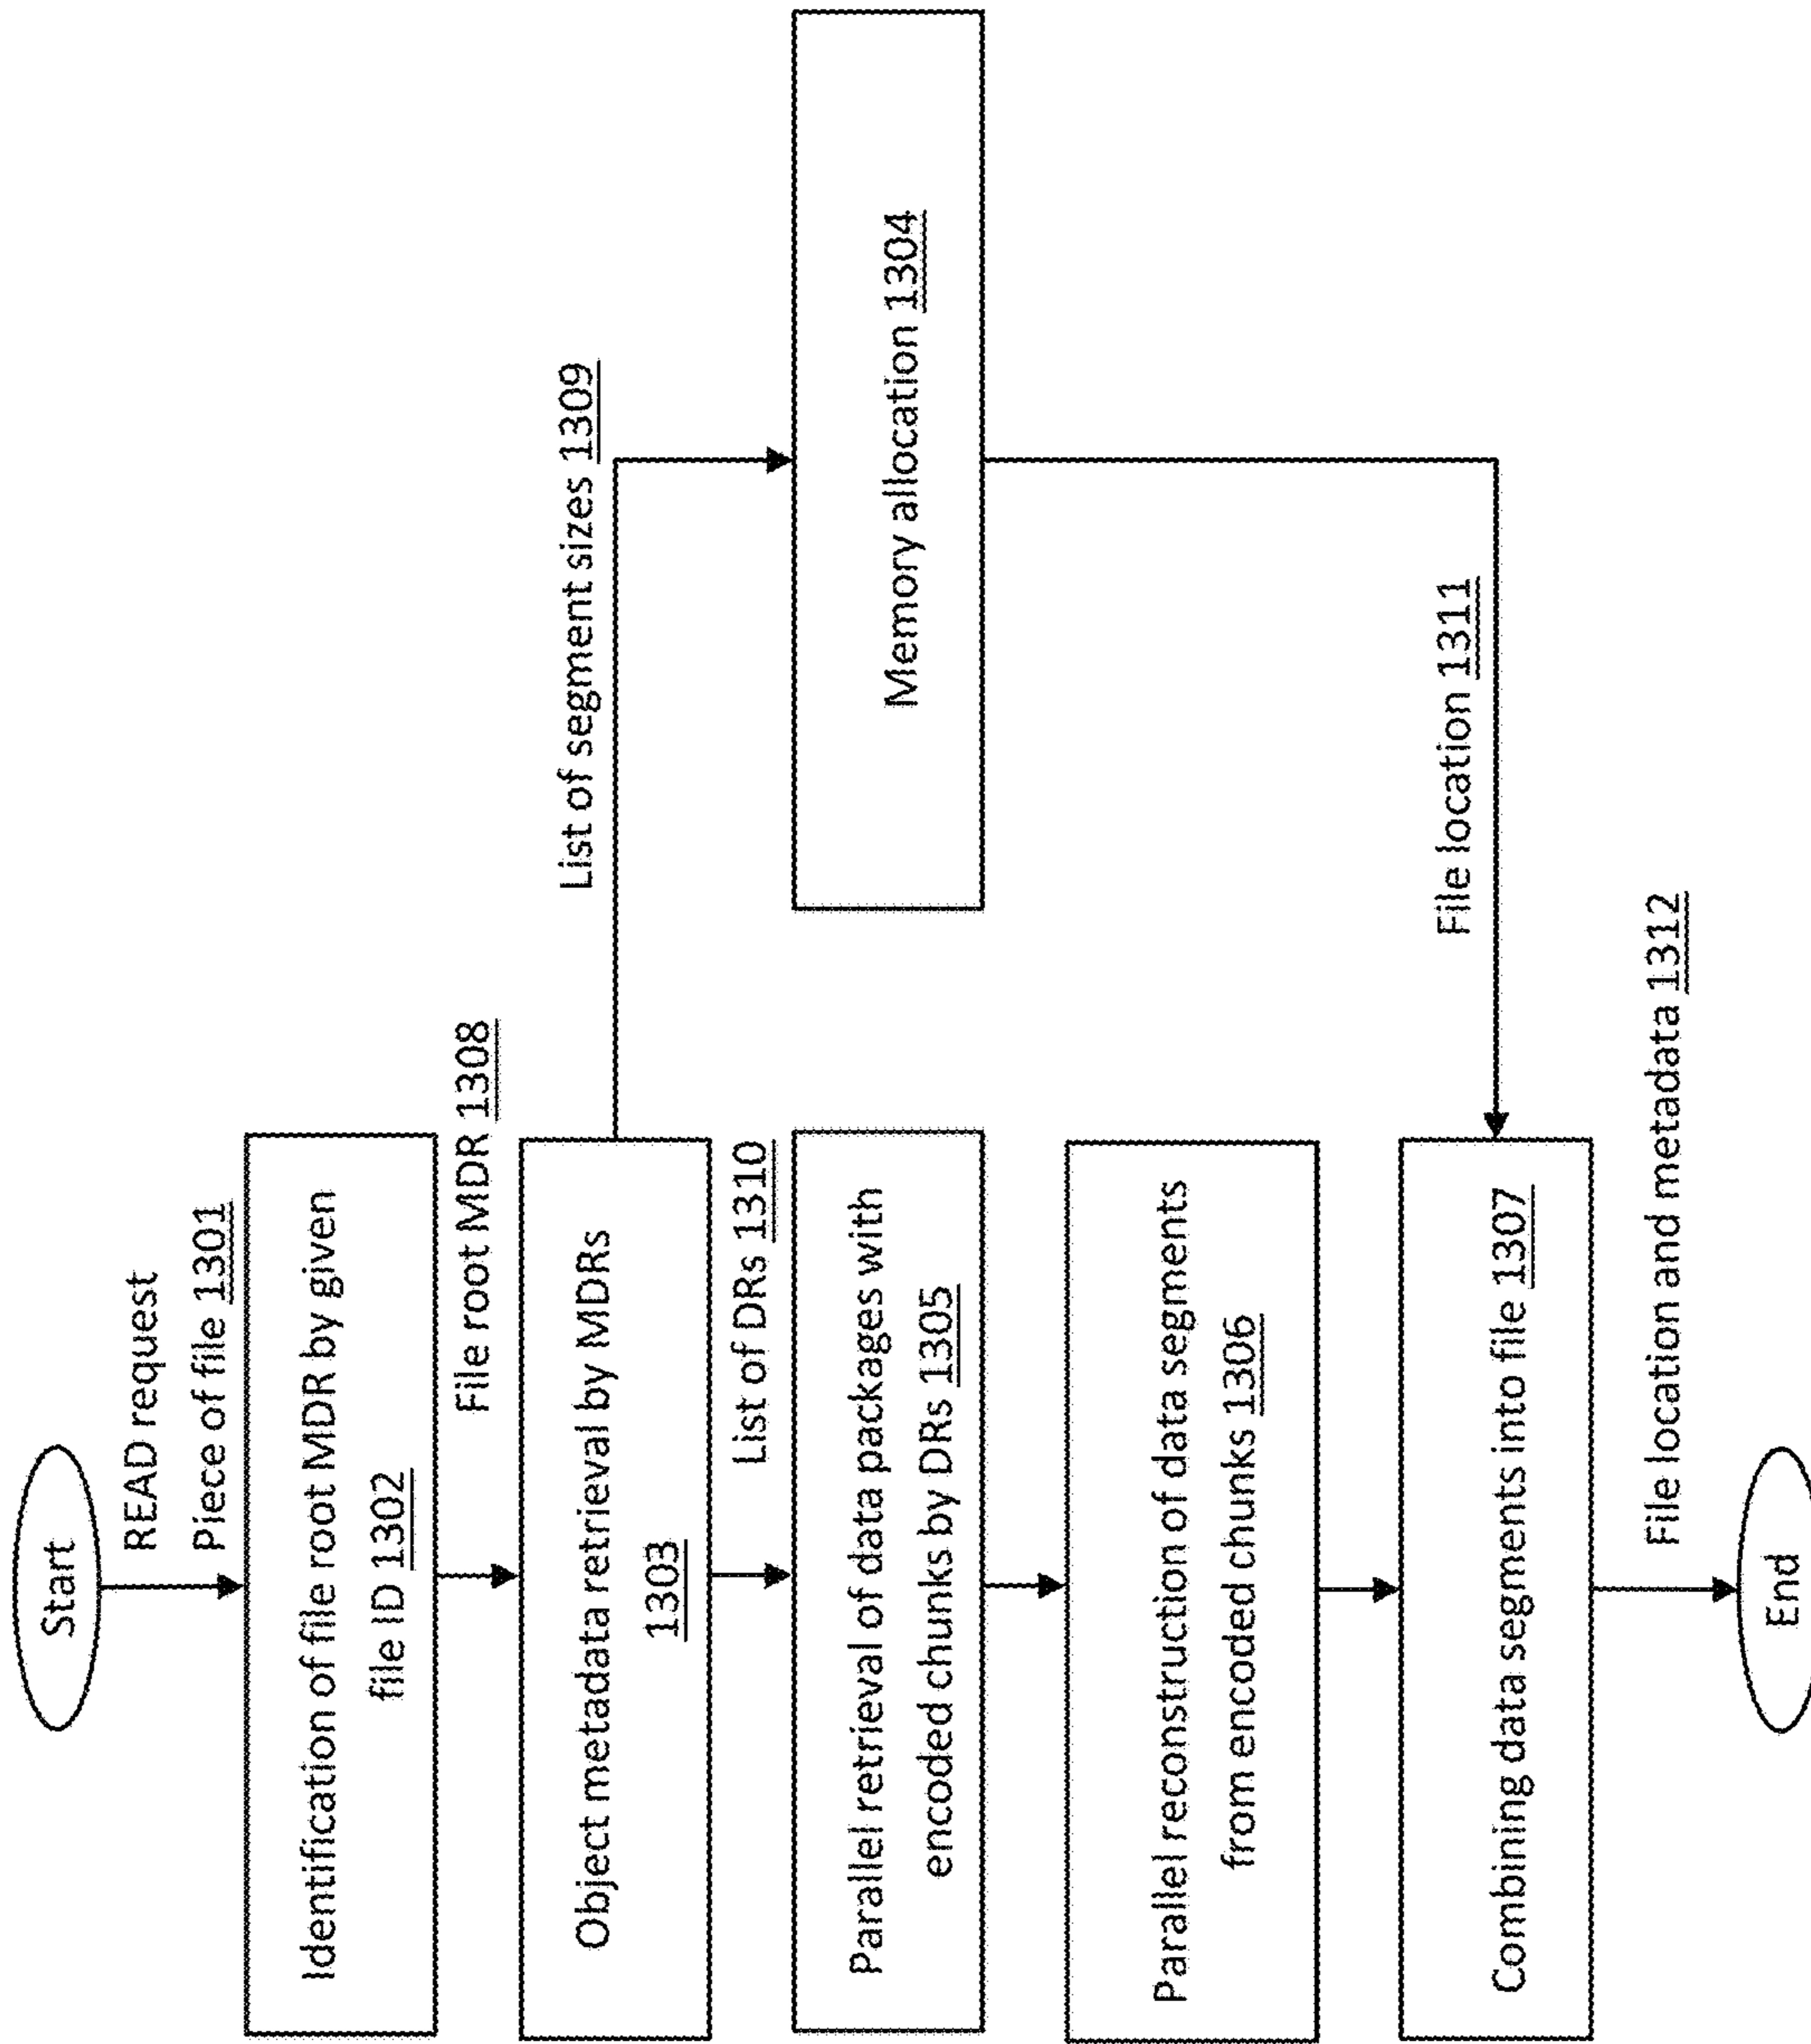 Start
READ request
Piece of file 1301
Identification of file root MDR by given
file ID 1302
File root MDR 1308
Object metadata retrieval by MDRs
1303
List of segment sizes 1309
List of DRs 1310
Memory allocation 1304
Parallel retrieval of data packages with
encoded chunks by DRs 1305
Parallel reconstruction of data segments
from encoded chunks 1306
File location 1311
Combining data segments into file 1307
File location and metadata 1312
End